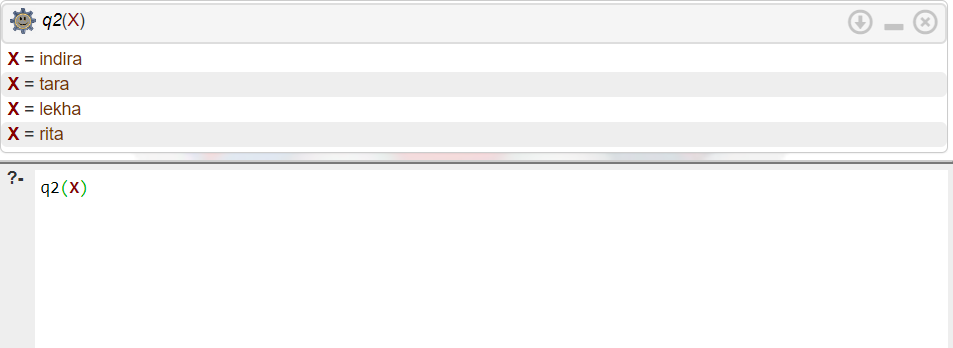 q2(X)
X = indira
X = tara
X = lekha
X = rita
?- q2(X)